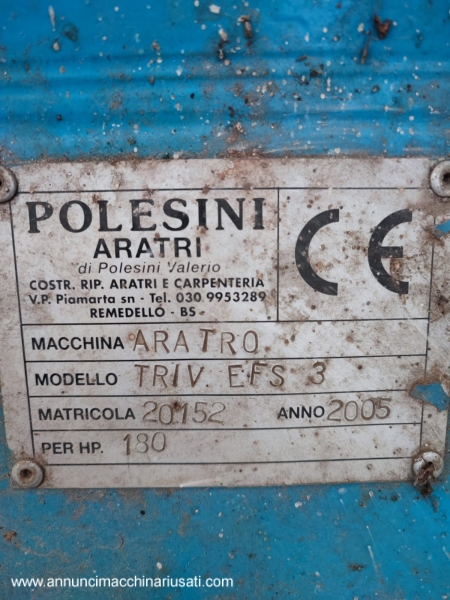 POLESINI
ARATRI
di Polesini Valerio
COSTR. RIP. ARATRI E CARPENTERIA
V.P. Piamarta sn - Tel. 030 9953289
REMEDELLO - BS -
CE
MACCHINA ARATRO
MODELLO TRIV. EFS 3
MATRICOLA 20152 ANNO 2005
PER HP. 180
www.annuncimacchinariusati.com